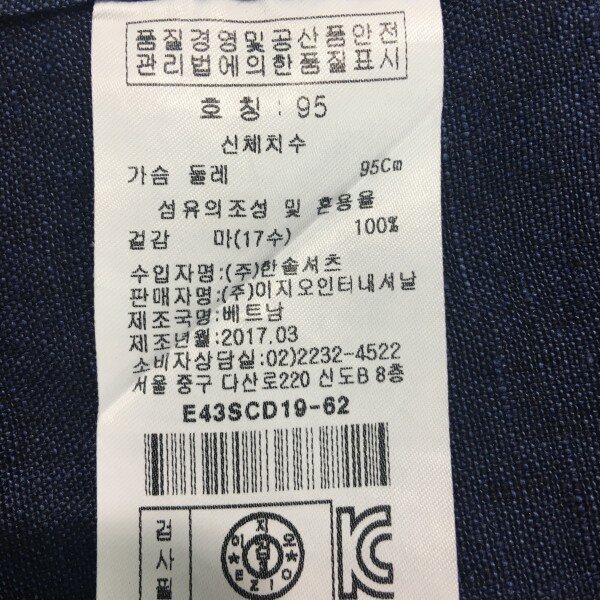 품질경영및공산품안전
관리법에의한품질표시
호 칭 : 95
신체치수
가슴 둘레 95Cm
섬유의조성 및 혼용율
겉감 마(17수) 100%
수입자명:(주)한솔셔츠
판매자명:(주)이지오인터내셔날
제조국명:베트남
제조년월:2017.03
소비자상담실:02)2232-4522
서울 중구 다산로220 신도B 8층
E43SCD19-62
검사필
이지오
EZIO